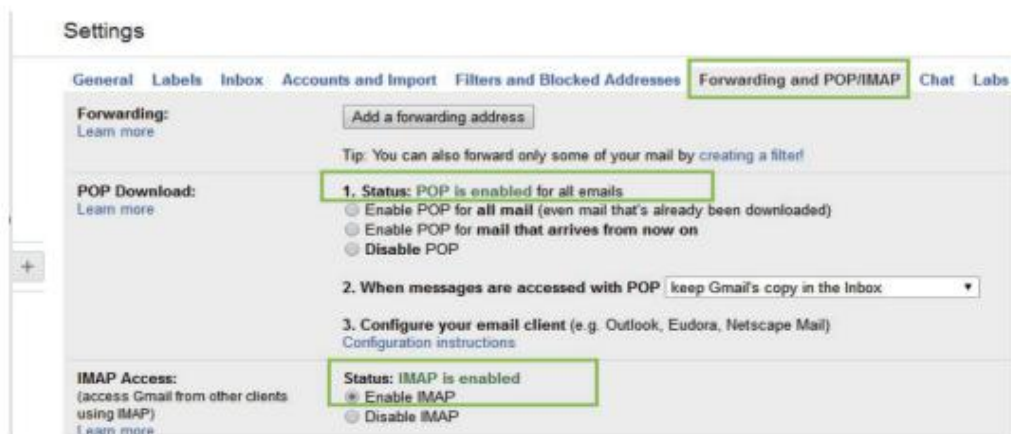 Settings
General Labels Inbox Accounts and Import Filters and Blocked Addresses Forwarding and POP/IMAP Chat Labs
Forwarding:
Learn more
Add a forwarding address
Tip: You can also forward only some of your mail by creating a filter!
POP Download:
Learn more
1. Status: POP is enabled for all emails
Enable POP for all mail (even mail that's already been downloaded)
Enable POP for mail that arrives from now on
Disable POP
2. When messages are accessed with POP keep Gmail's copy in the Inbox
3. Configure your email client (e.g. Outlook, Eudora, Netscape Mail)
Configuration instructions
IMAP Access:
(access Gmail from other clients
using IMAP)
Learn more
Status: IMAP is enabled
Enable IMAP
Disable IMAP